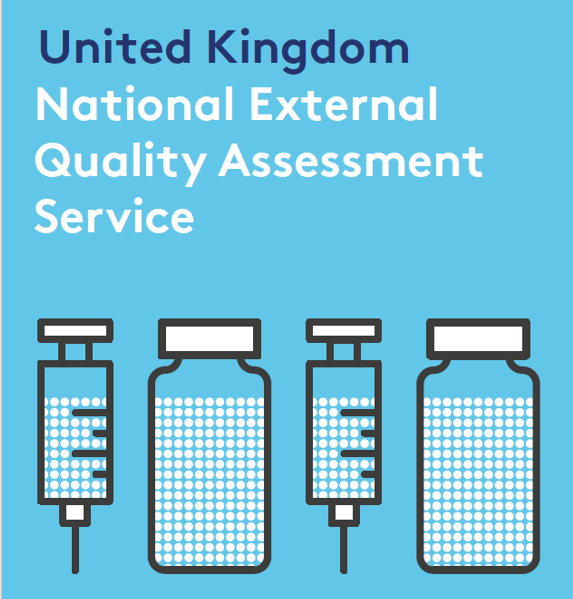 United Kingdom
National External
Quality Assessment
Service